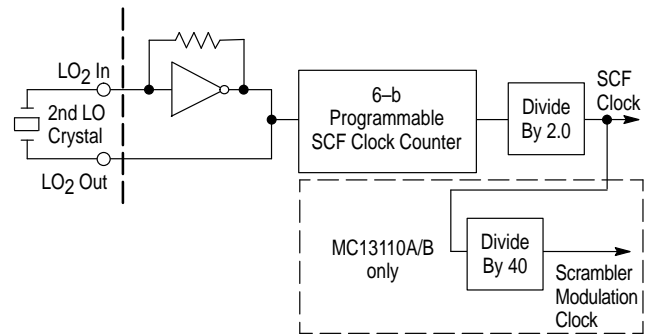 LO2 In
2nd LO
Crystal
LO2 Out
6–b
Programmable
SCF Clock Counter
Divide
By 2.0
SCF
Clock
MC13110A/B
only
Divide
By 40
Scrambler
Modulation
Clock